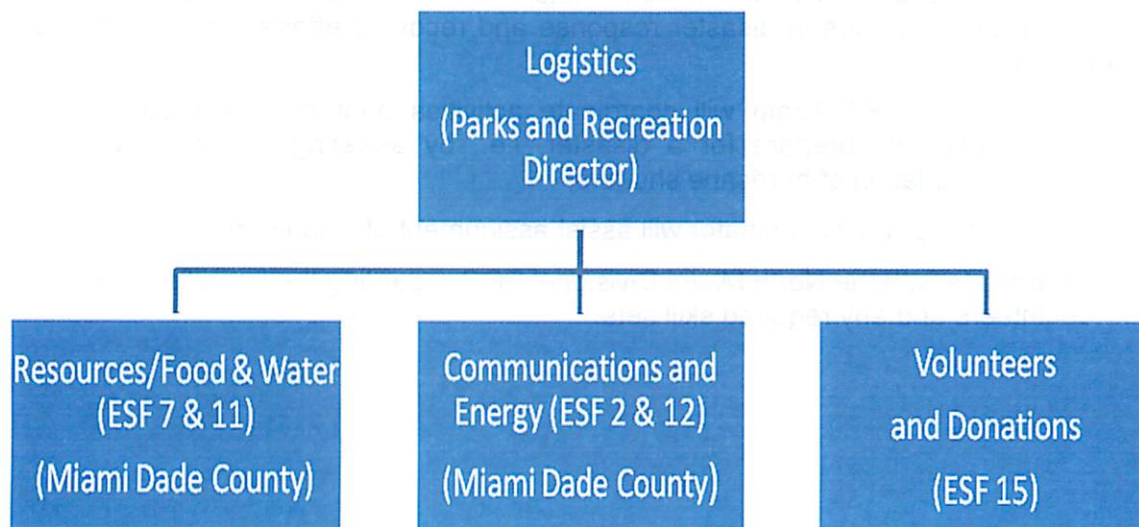 Logistics
(Parks and Recreation
Director)
Resources/Food & Water
(ESF 7 & 11)
(Miami Dade County)
Communications and
Energy (ESF 2 & 12)
(Miami Dade County)
Volunteers
and Donations
(ESF 15)